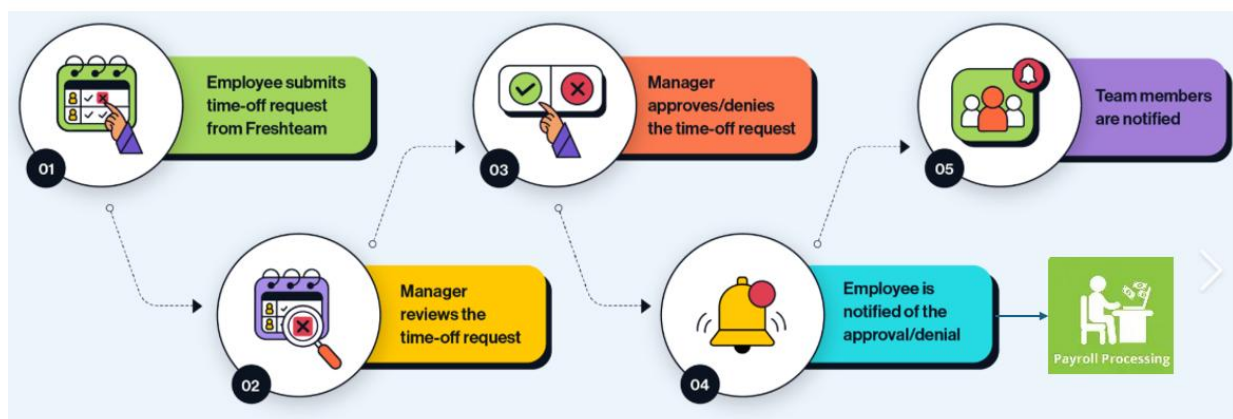 01
Employee submits
time-off request
from Freshteam
02
Manager
reviews the
time-off request
03
Manager
approves/denies
the time-off request
04
Employee is
notified of the
approval/denial
05
Team members
are notified
Payroll Processing